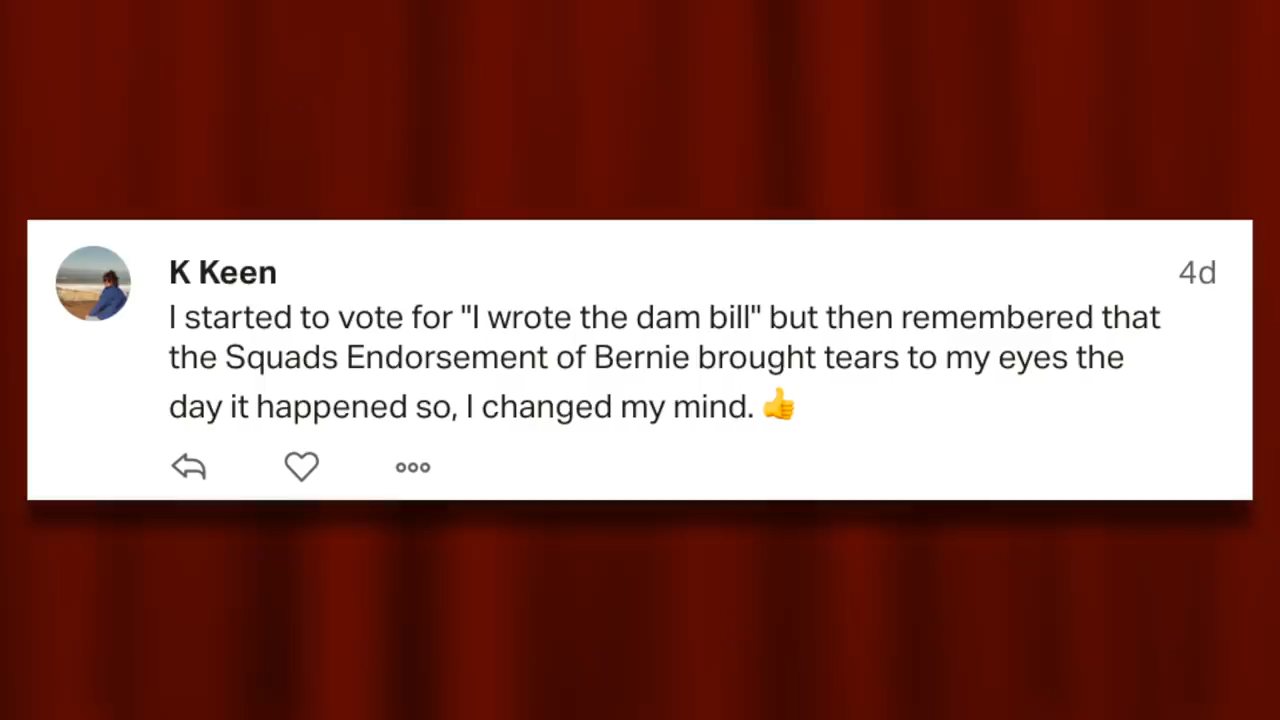 K Keen
4d
I started to vote for "I wrote the dam bill" but then remembered that
the Squads Endorsement of Bernie brought tears to my eyes the
day it happened so, I changed my mind. 👍